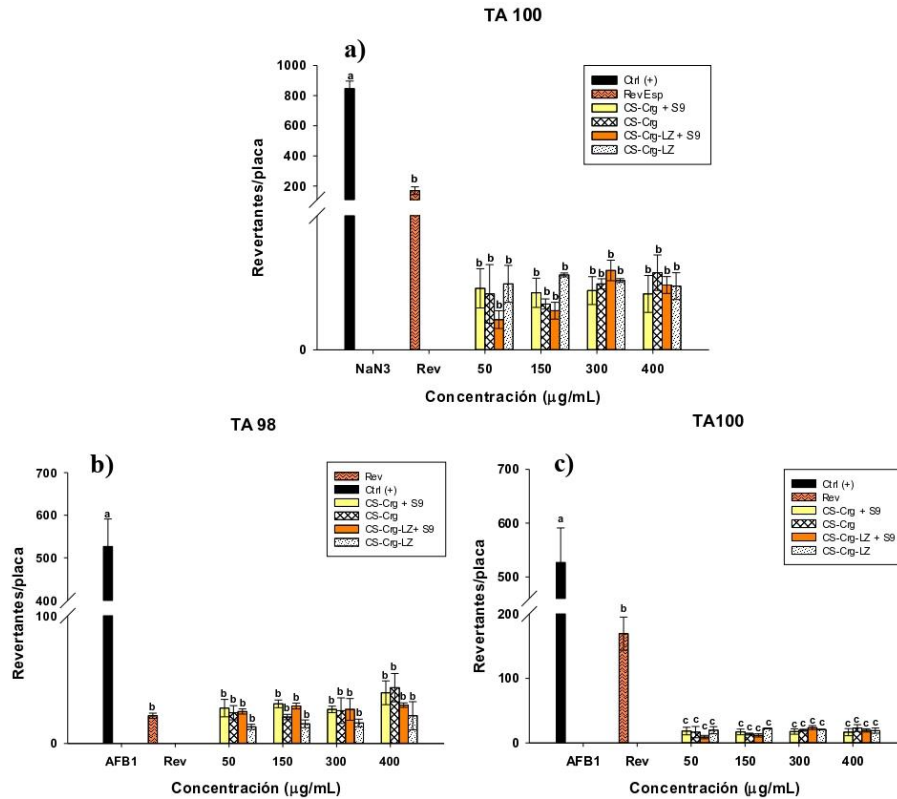 TA 100
a)
1000
800
600
400
200
0
Revertantes/placa
a
b
b b b b
b b b b
b b b b
b b b b
Ctrl (+)
Rev Esp
CS-Crg + S9
CS-Crg
CS-Crg-LZ + S9
CS-Crg-LZ
NaN3 Rev 50 150 300 400
Concentración (µg/mL)
TA 98
b)
700
600
500
400
100
0
Revertantes/placa
a
b
b b b b
b b b b
b b b b
b b b b
Rev
Ctrl (+)
CS-Crg + S9
CS-Crg
CS-Crg-LZ+ S9
CS-Crg-LZ
AFB1 Rev 50 150 300 400
Concentración (µg/mL)
TA100
c)
700
600
500
200
100
0
Revertantes/placa
a
b
c c c c
c c c c
c c c c
c c c c
Ctrl (+)
Rev
CS-Crg + S9
CS-Crg
CS-Crg-LZ + S9
CS-Crg-LZ
AFB1 Rev 50 150 300 400
Concentración (µg/mL)